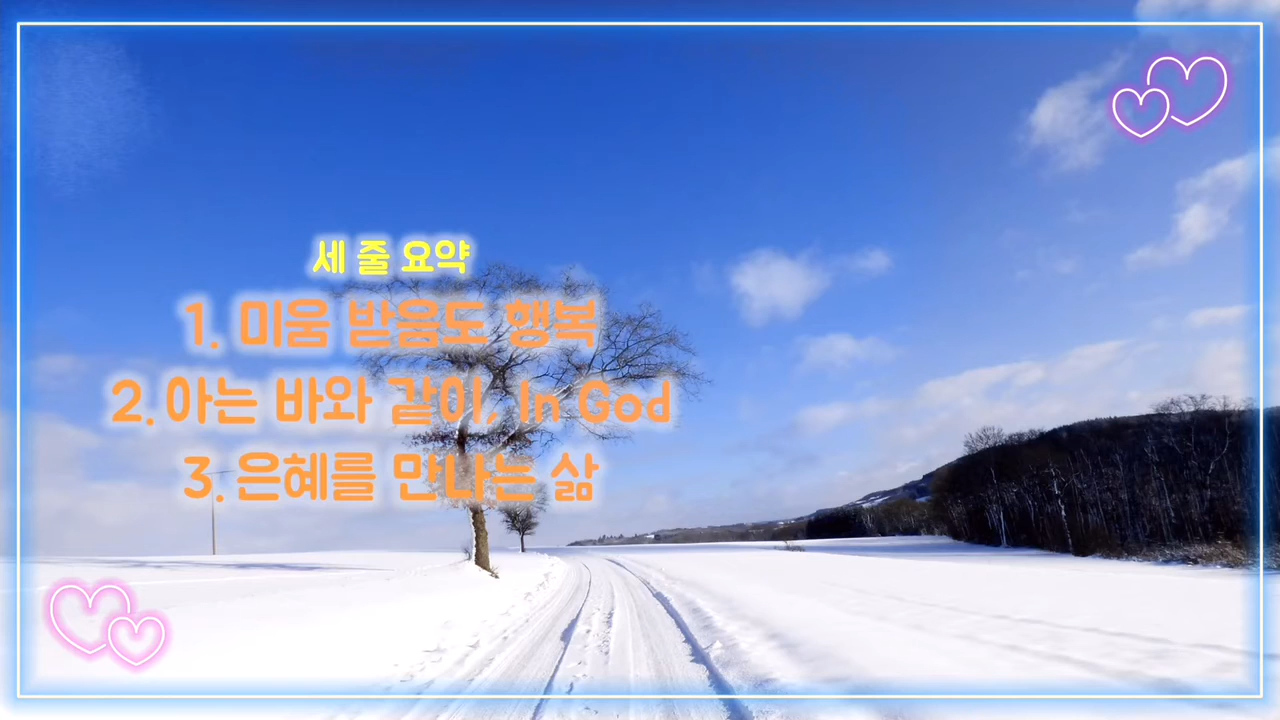 세 줄 요약
1. 미움 받음도 행복
2. 아는 바와 같이, In God
3. 은혜를 만나는 삶